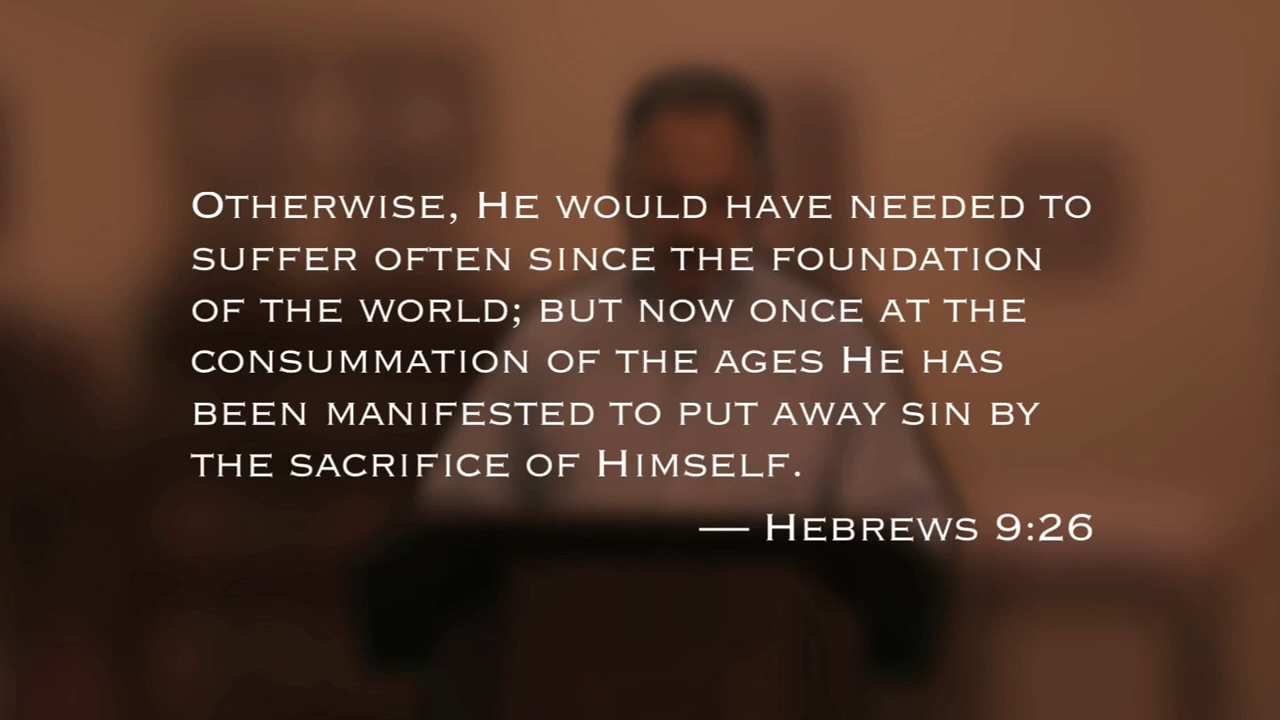 Otherwise, He would have needed to
suffer often since the foundation
of the world; but now once at the
consummation of the ages He has
been manifested to put away sin by
the sacrifice of Himself.
— Hebrews 9:26